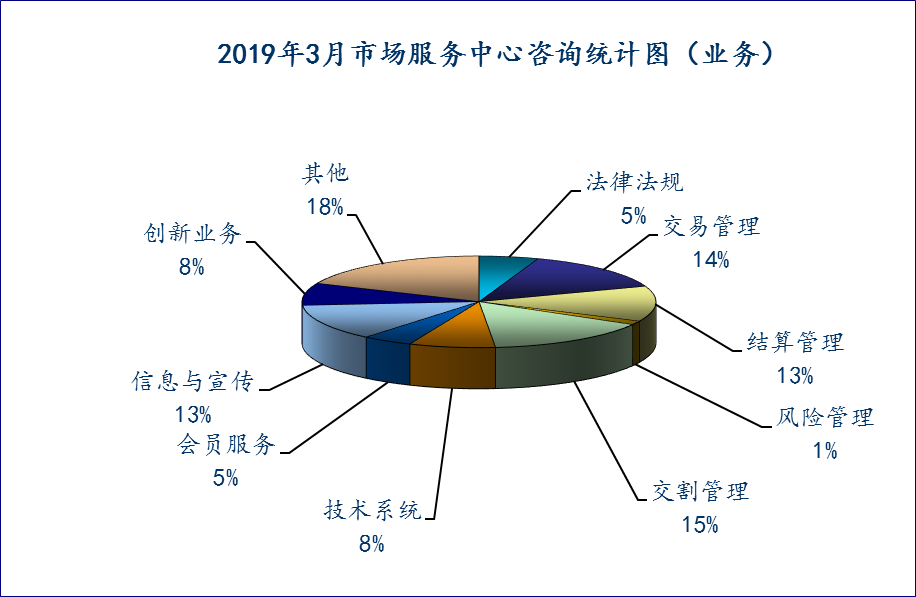 2019年3月市场服务中心咨询统计图（业务）
其他
18%
法律法规
5%
交易管理
14%
创新业务
8%
结算管理
13%
信息与宣传
13%
风险管理
1%
会员服务
5%
交割管理
15%
技术系统
8%